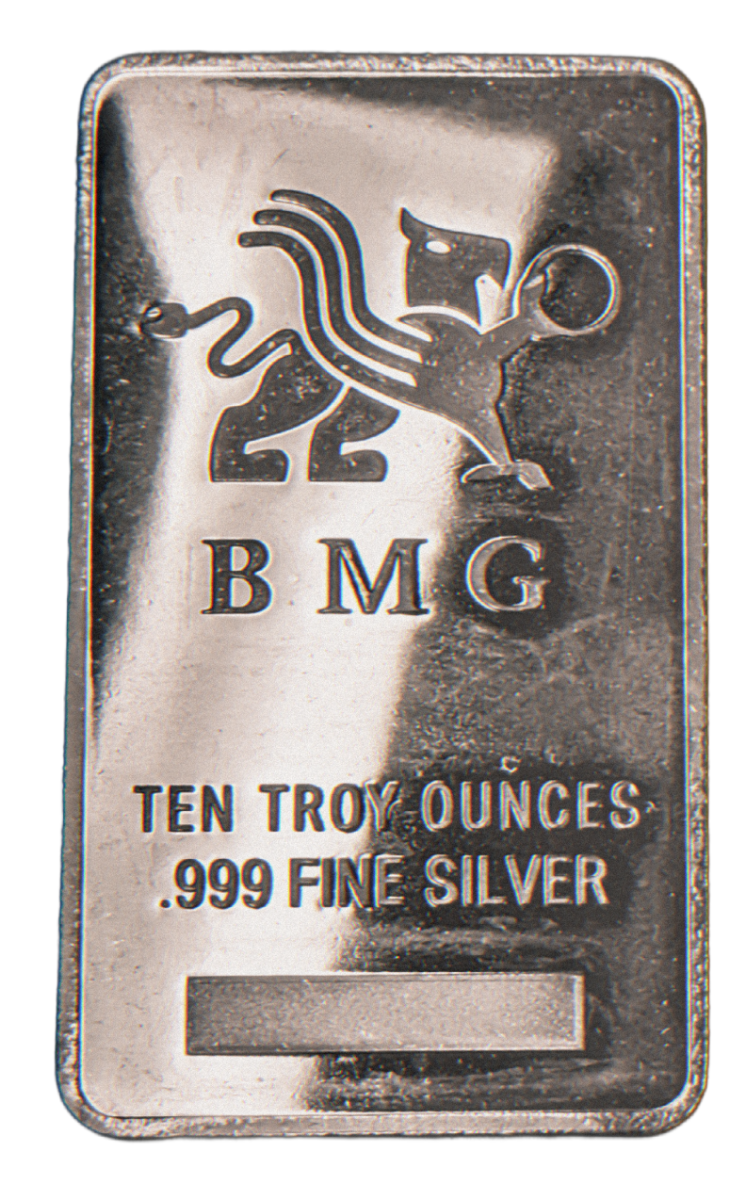 BMG
TEN TROY OUNCES
.999 FINE SILVER